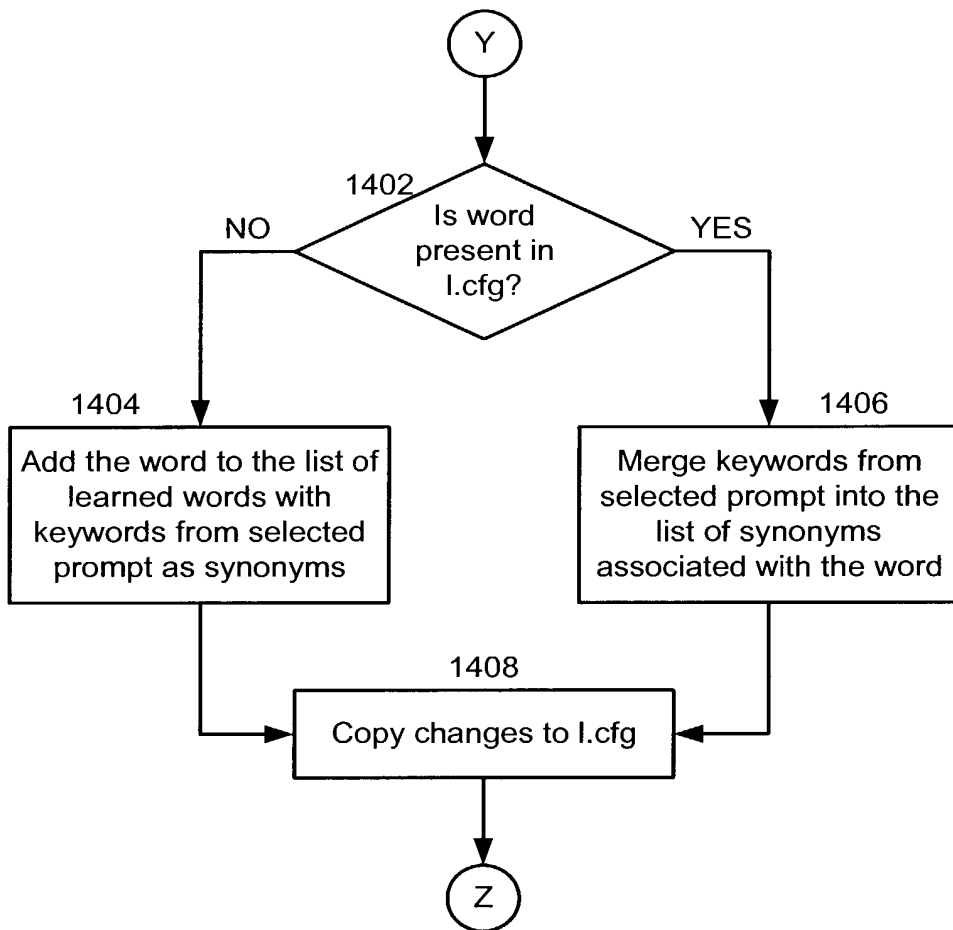 Y
1402
Is word
present in
l.cfg?
NO
YES
1404
Add the word to the list of
learned words with
keywords from selected
prompt as synonyms
1406
Merge keywords from
selected prompt into the
list of synonyms
associated with the word
1408
Copy changes to l.cfg
Z